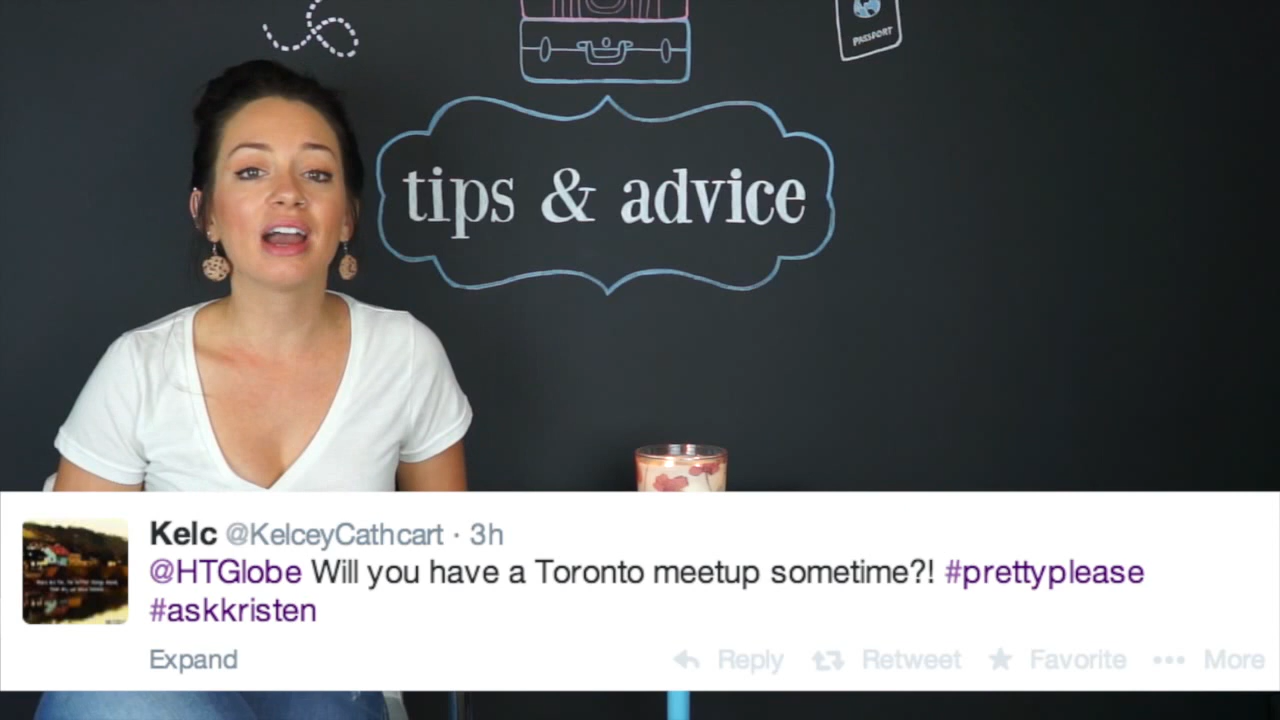 PASSPORT
tips & advice
Kelc @KelceyCathcart · 3h
@HTGlobe Will you have a Toronto meetup sometime?! #prettyplease
#askkristen
Expand Reply Retweet Favorite More